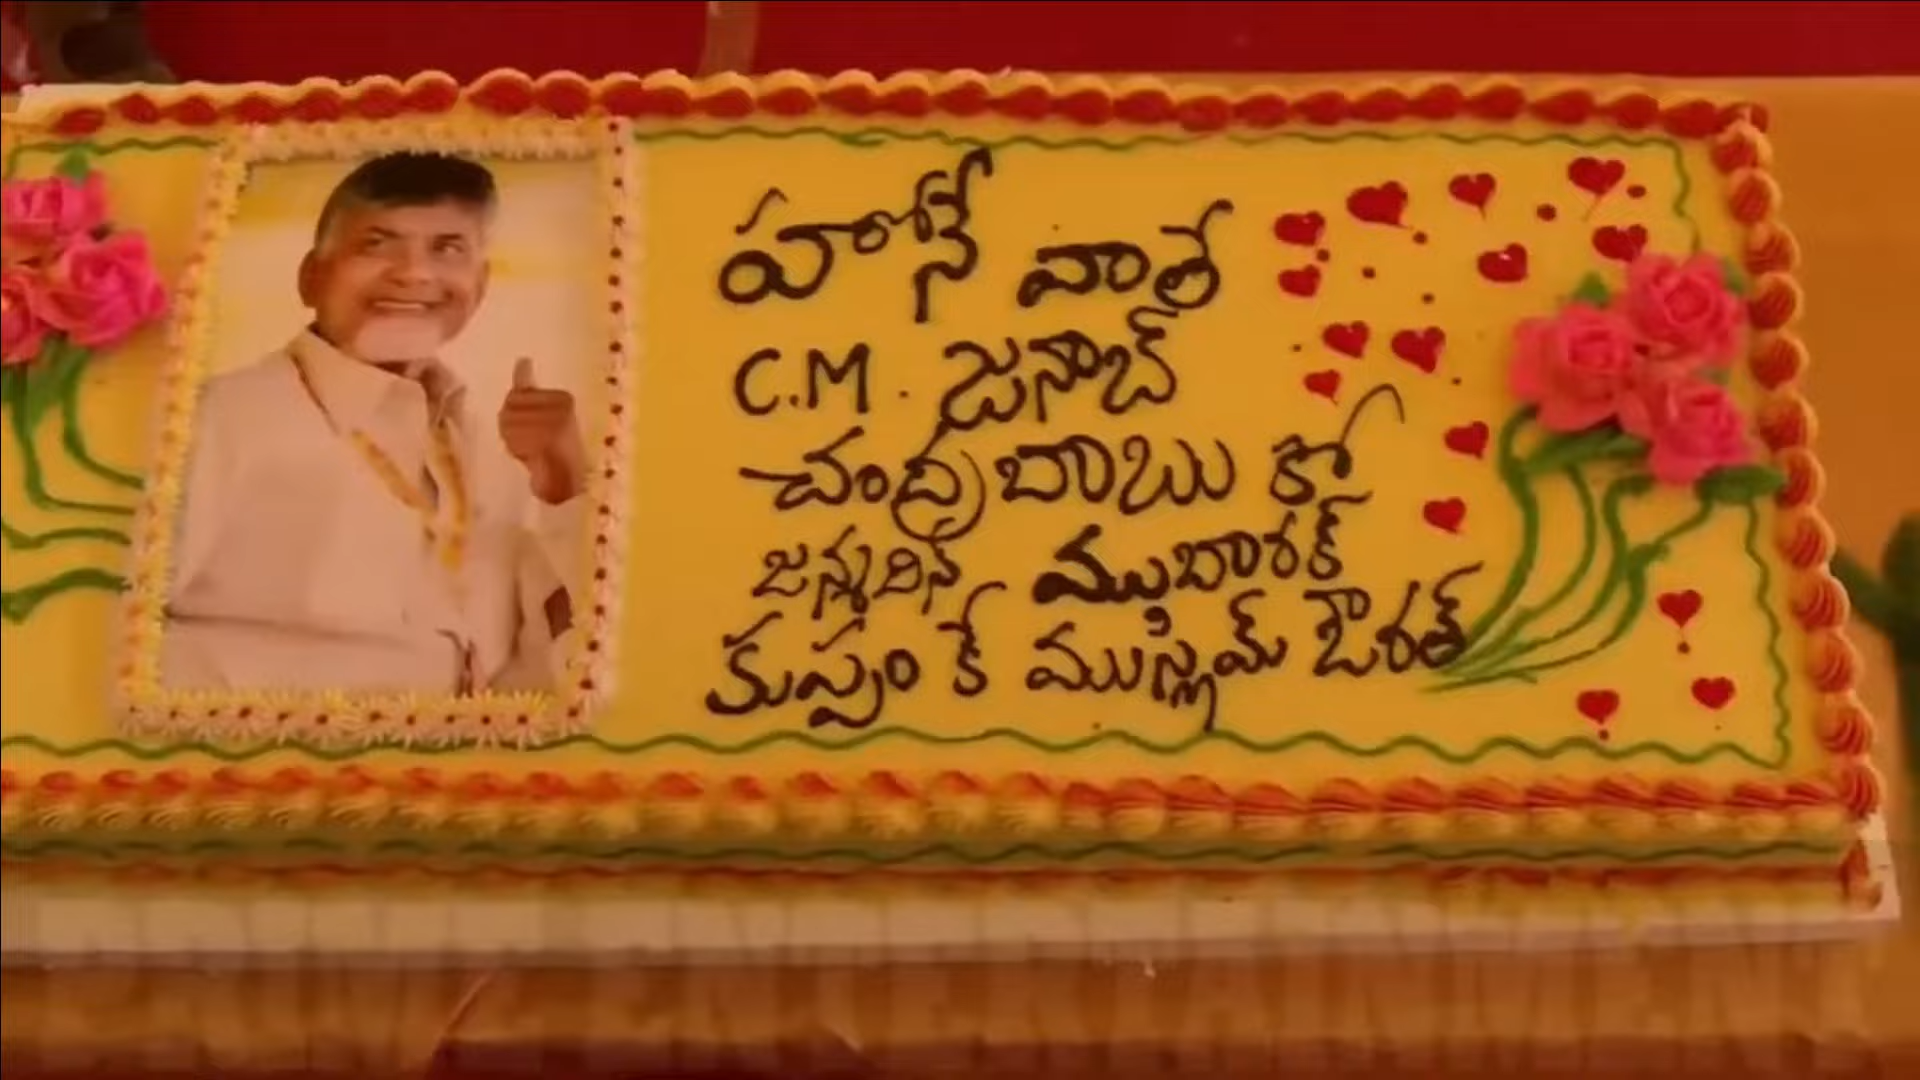 హోనే వాలే
C.M. జనాబ్
చంద్రబాబు కో
జన్మదిన్ ముబారక్
కుప్పం కే ముస్లిమ్ ఔరత్